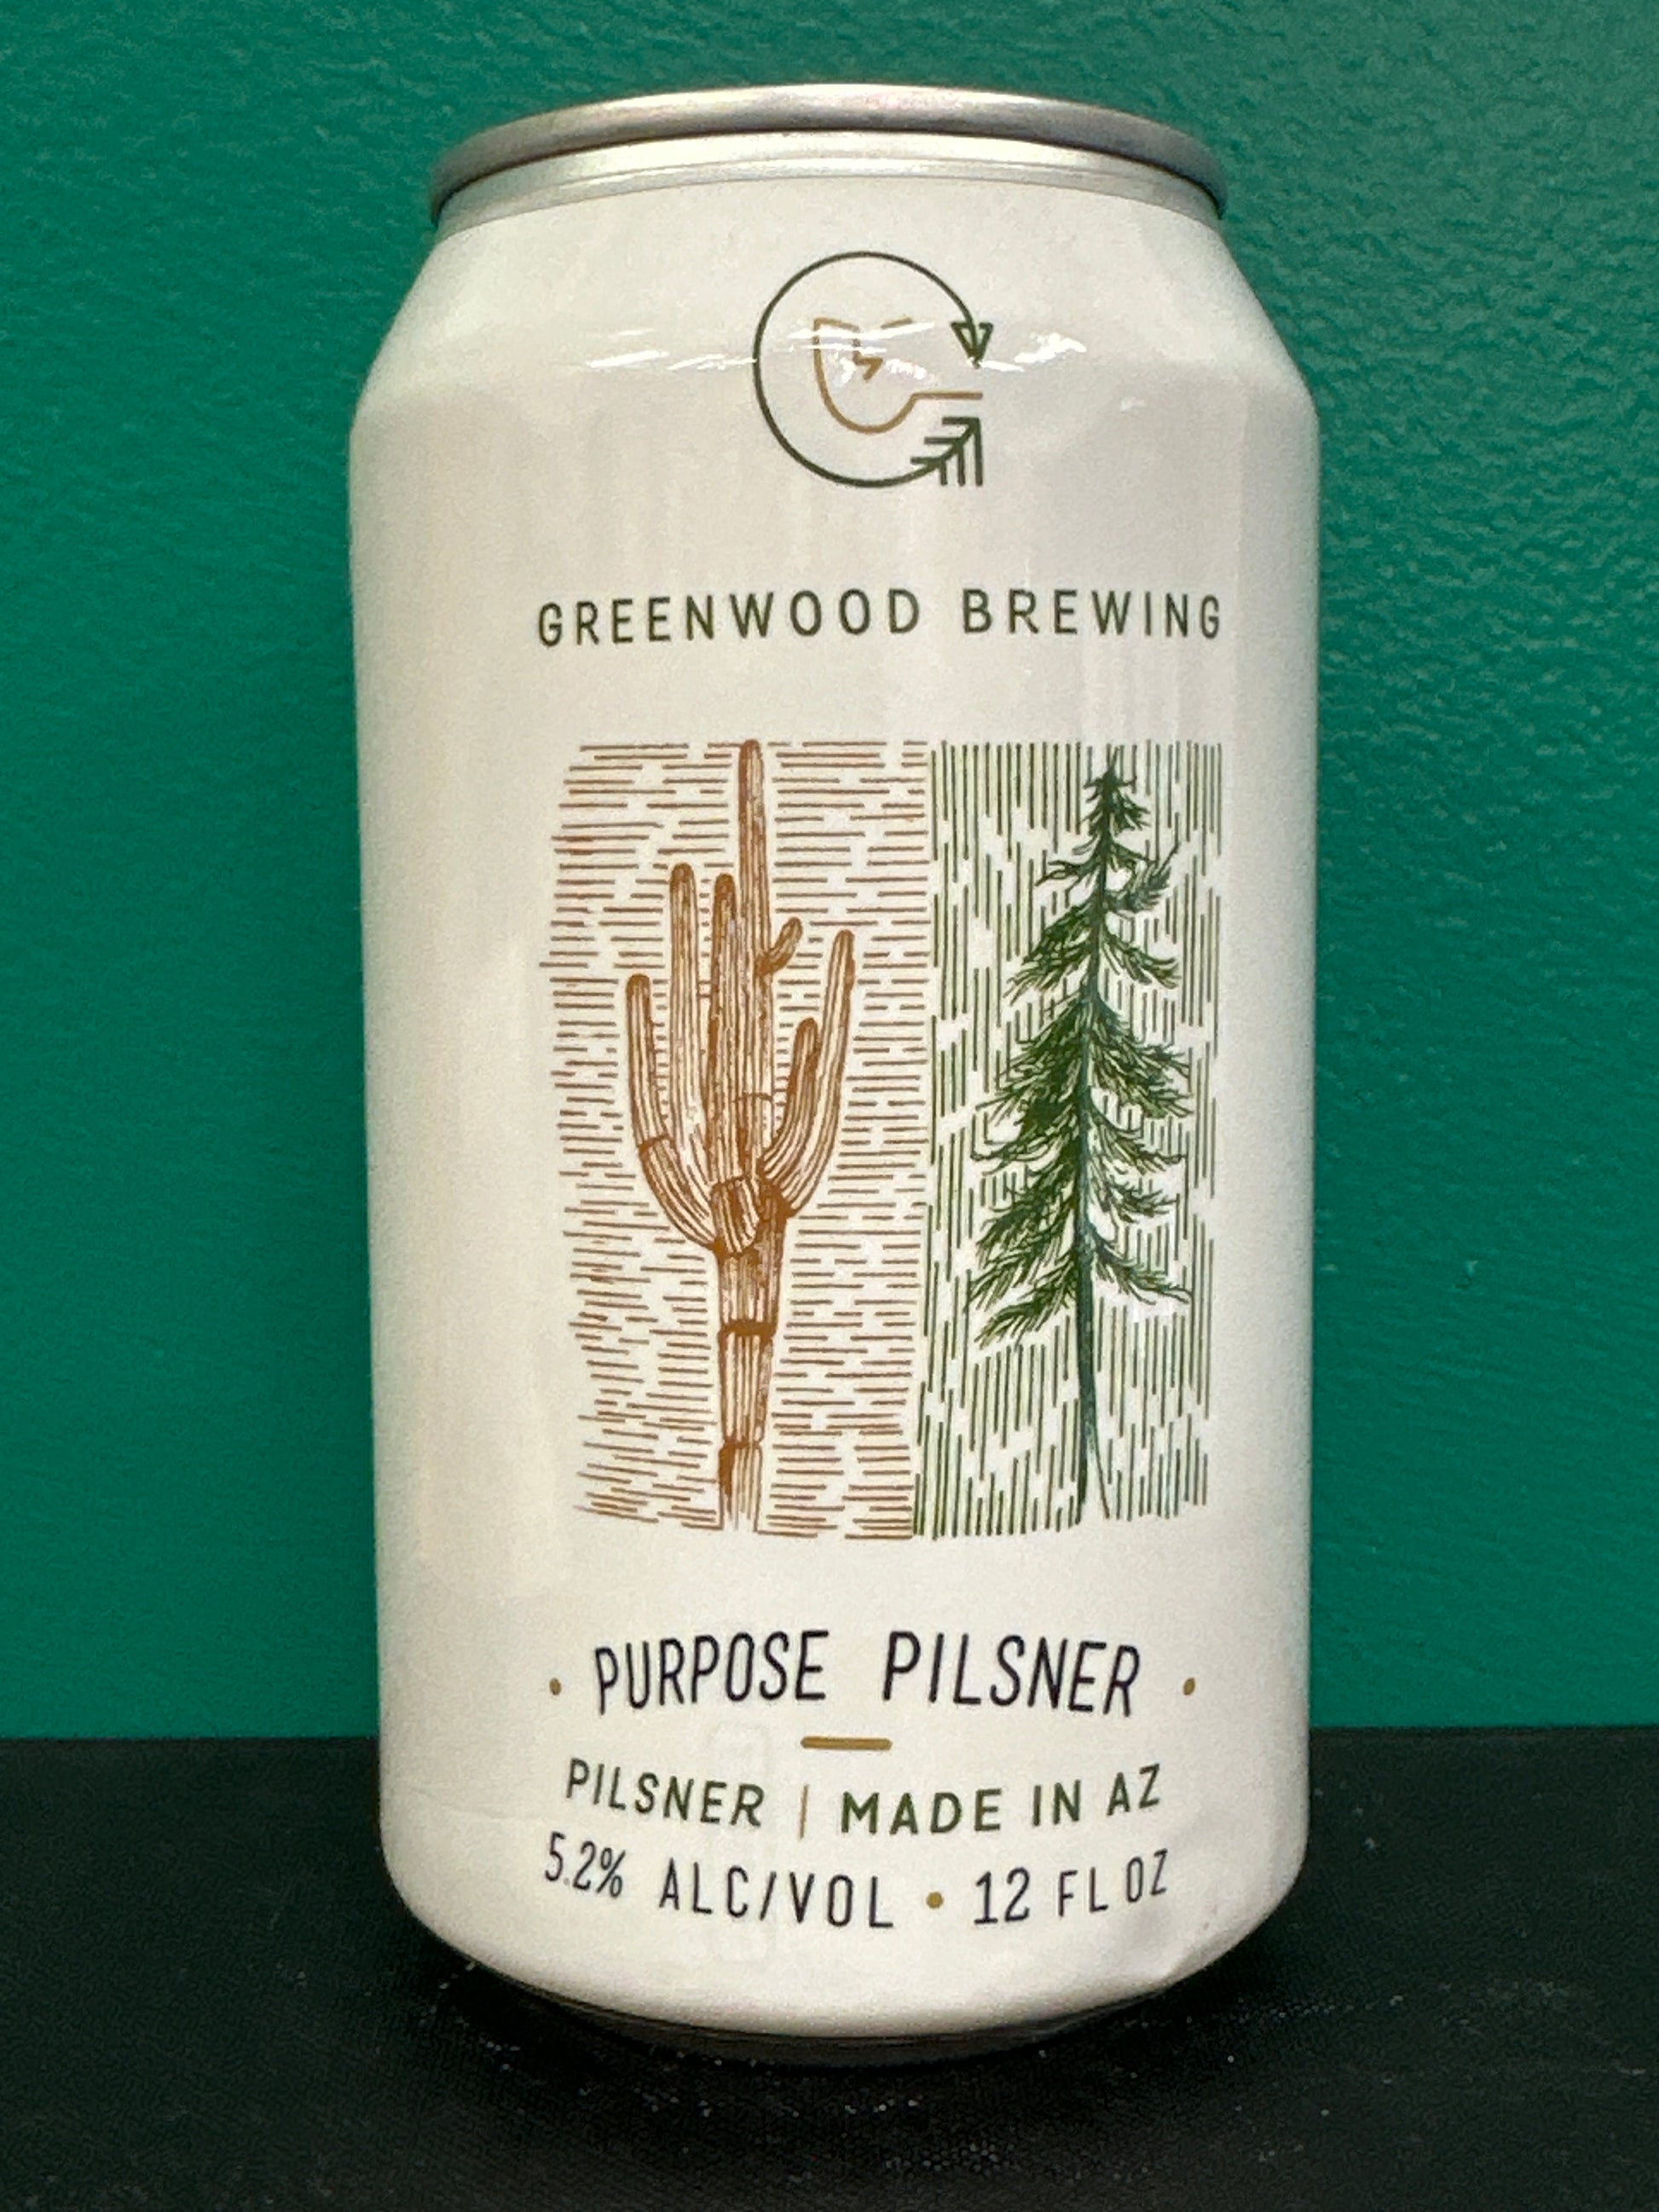 GREENWOOD BREWING
• PURPOSE PILSNER •
PILSNER | MADE IN AZ
5.2% ALC/VOL • 12 FL OZ